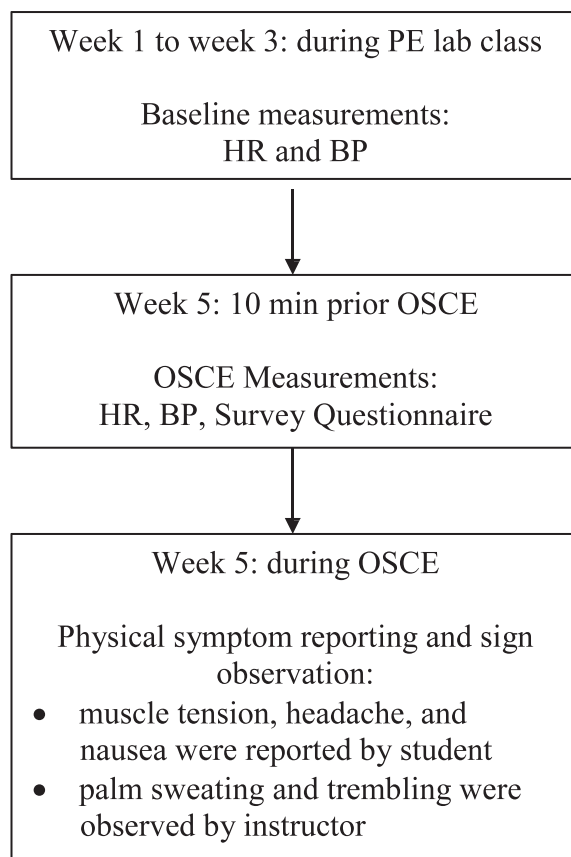 Week 1 to week 3: during PE lab class
Baseline measurements:
HR and BP
Week 5: 10 min prior OSCE
OSCE Measurements:
HR, BP, Survey Questionnaire
Week 5: during OSCE
Physical symptom reporting and sign
observation:
• muscle tension, headache, and
nausea were reported by student
• palm sweating and trembling were
observed by instructor